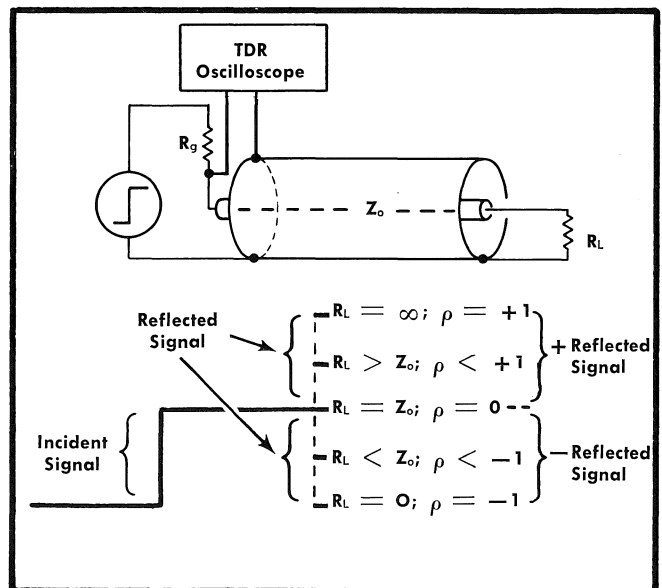 TDR
Oscilloscope
Rg
Zo
RL
Reflected
Signal
RL = ∞; ρ = +1
RL > Zo; ρ < +1
+ Reflected
Signal
RL = Zo; ρ = 0
Incident
Signal
RL < Zo; ρ < −1
− Reflected
Signal
RL = 0; ρ = −1